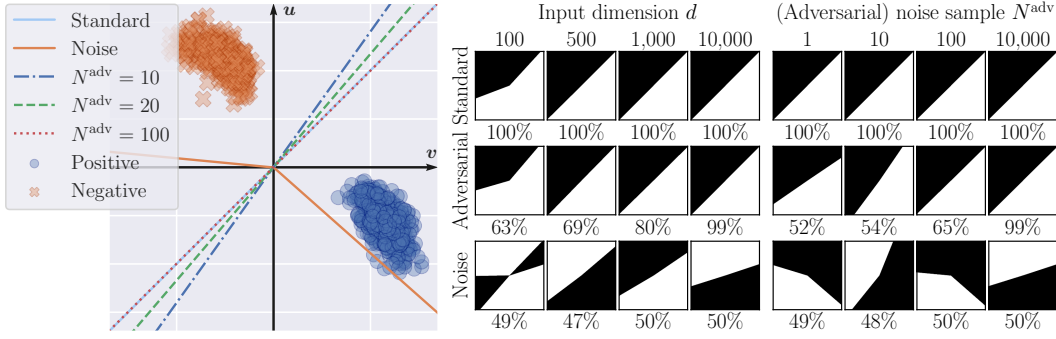 Standard
Noise
N^adv = 10
N^adv = 20
N^adv = 100
Positive
Negative
u
v
Input dimension d
(Adversarial) noise sample N^adv
100 500 1,000 10,000 1 10 100 10,000
Standard
100% 100% 100% 100% 100% 100% 100% 100%
Adversarial
63% 69% 80% 99% 52% 54% 65% 99%
Noise
49% 47% 50% 50% 49% 48% 50% 50%